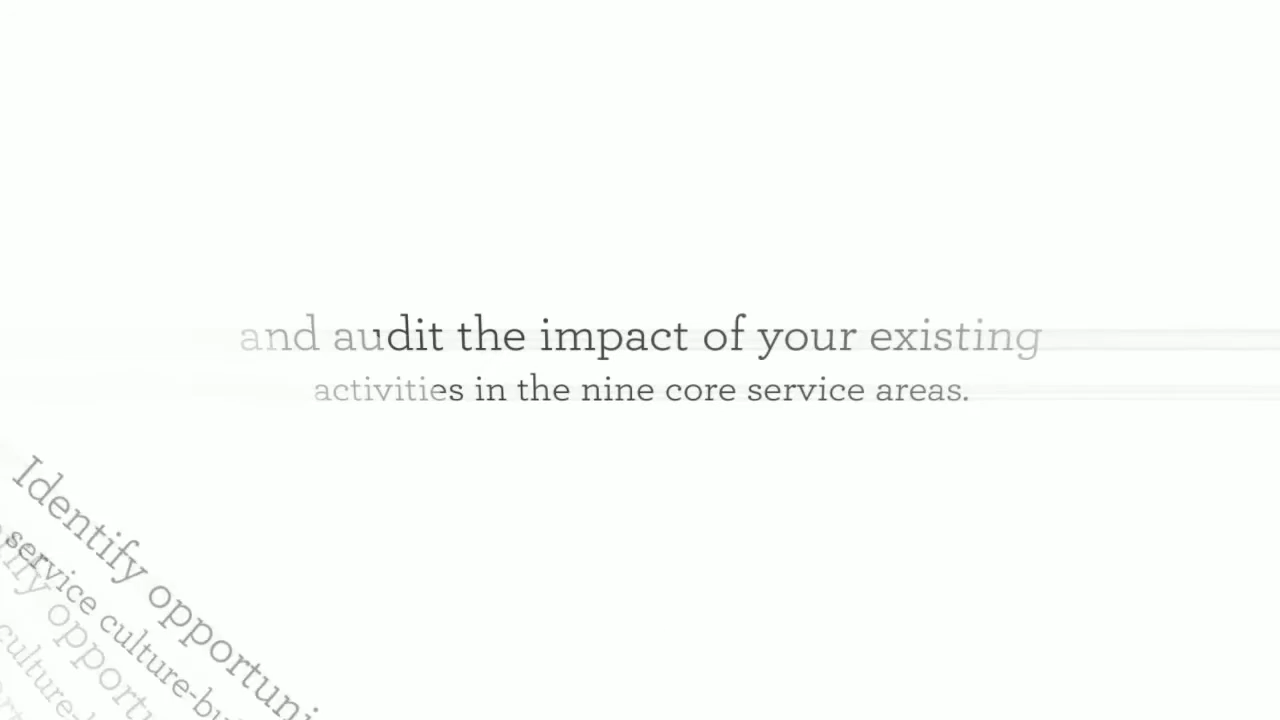 and audit the impact of your existing
activities in the nine core service areas.
Identify opportuni
service culture-bu